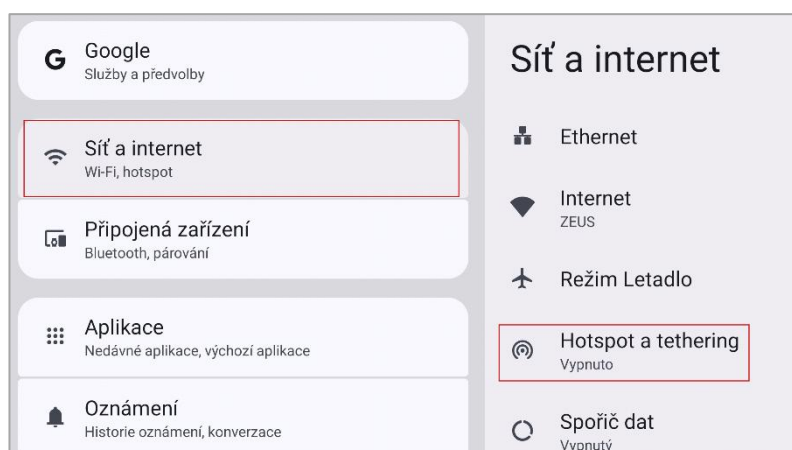 Google
Služby a předvolby
Síť a internet
Wi-Fi, hotspot
Připojená zařízení
Bluetooth, párování
Aplikace
Nedávné aplikace, výchozí aplikace
Oznámení
Historie oznámení, konverzace
Síť a internet
Ethernet
Internet
ZEUS
Režim Letadlo
Hotspot a tethering
Vypnuto
Spořič dat
Vypnutý